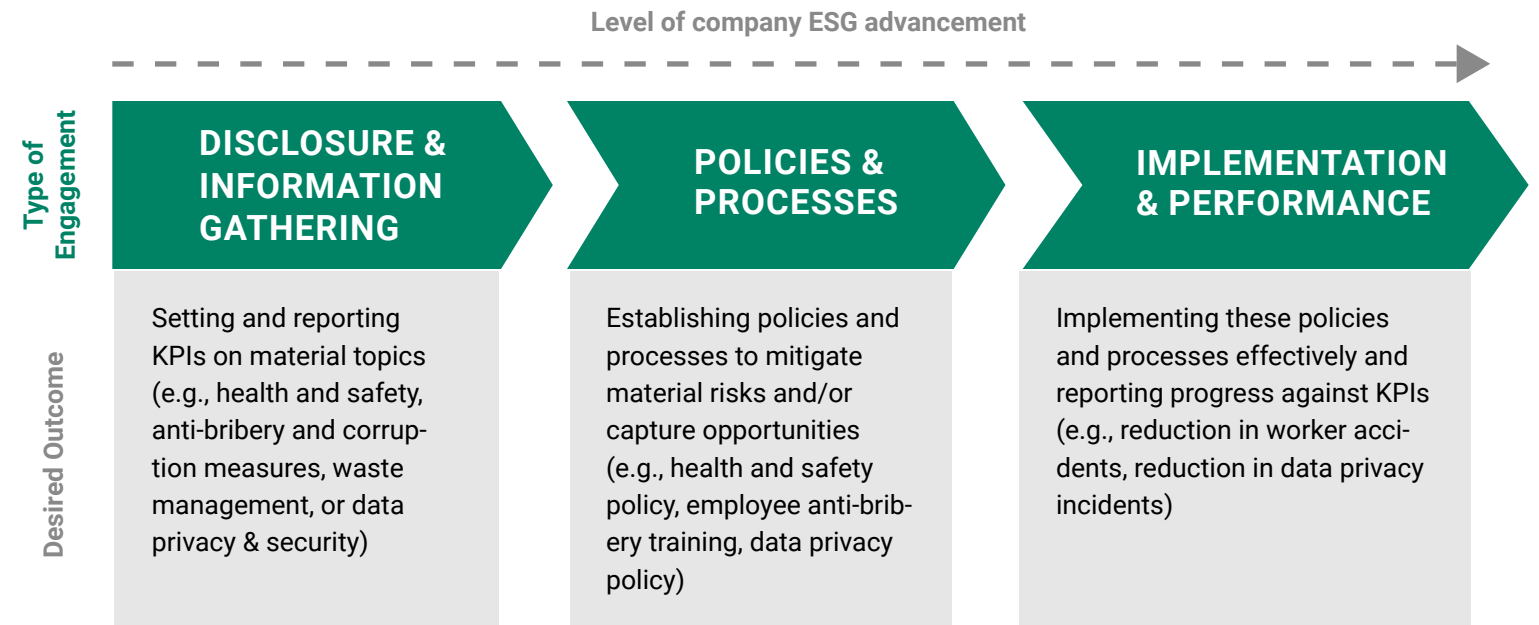 Level of company ESG advancement
Type of
Engagement
DISCLOSURE &
INFORMATION
GATHERING
POLICIES &
PROCESSES
IMPLEMENTATION
& PERFORMANCE
Desired Outcome
Setting and reporting
KPIs on material topics
(e.g., health and safety,
anti-bribery and corrup-
tion measures, waste
management, or data
privacy & security)
Establishing policies and
processes to mitigate
material risks and/or
capture opportunities
(e.g., health and safety
policy, employee anti-brib-
ery training, data privacy
policy)
Implementing these policies
and processes effectively and
reporting progress against KPIs
(e.g., reduction in worker acci-
dents, reduction in data privacy
incidents)